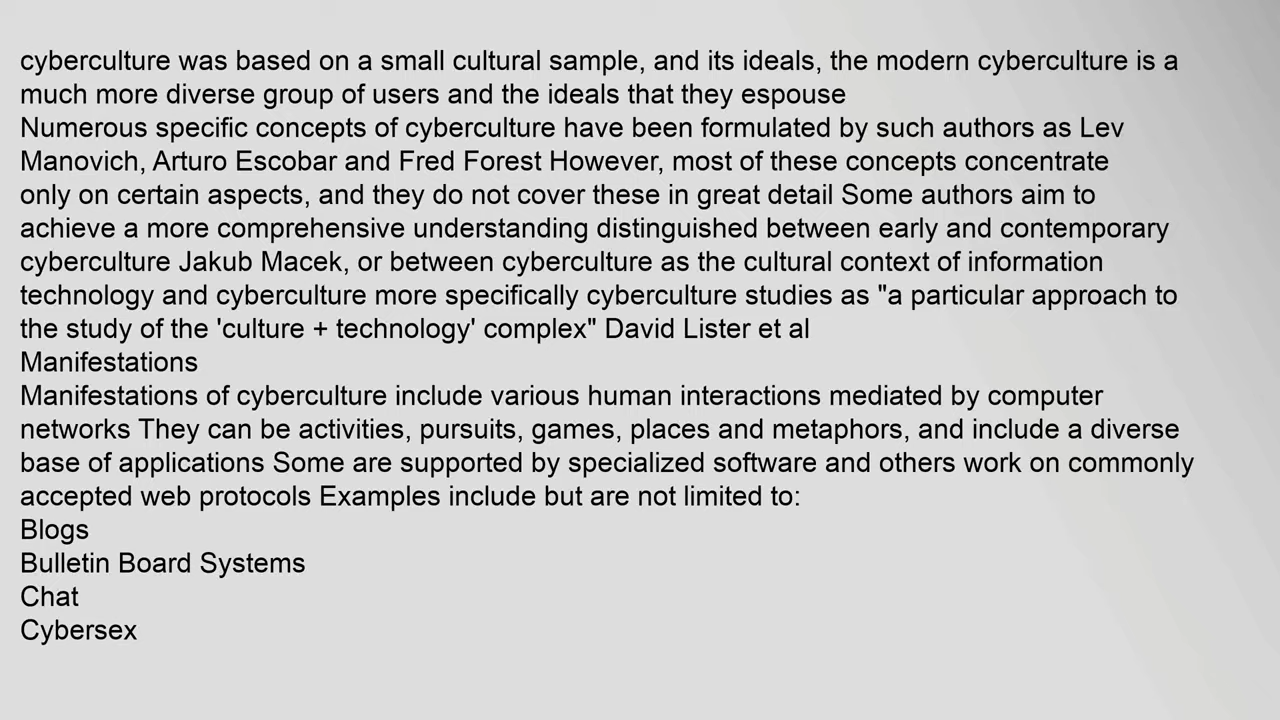 cyberculture was based on a small cultural sample, and its ideals, the modern cyberculture is a
much more diverse group of users and the ideals that they espouse
Numerous specific concepts of cyberculture have been formulated by such authors as Lev
Manovich, Arturo Escobar and Fred Forest However, most of these concepts concentrate
only on certain aspects, and they do not cover these in great detail Some authors aim to
achieve a more comprehensive understanding distinguished between early and contemporary
cyberculture Jakub Macek, or between cyberculture as the cultural context of information
technology and cyberculture more specifically cyberculture studies as "a particular approach to
the study of the 'culture + technology' complex" David Lister et al
Manifestations
Manifestations of cyberculture include various human interactions mediated by computer
networks They can be activities, pursuits, games, places and metaphors, and include a diverse
base of applications Some are supported by specialized software and others work on commonly
accepted web protocols Examples include but are not limited to:
Blogs
Bulletin Board Systems
Chat
Cybersex